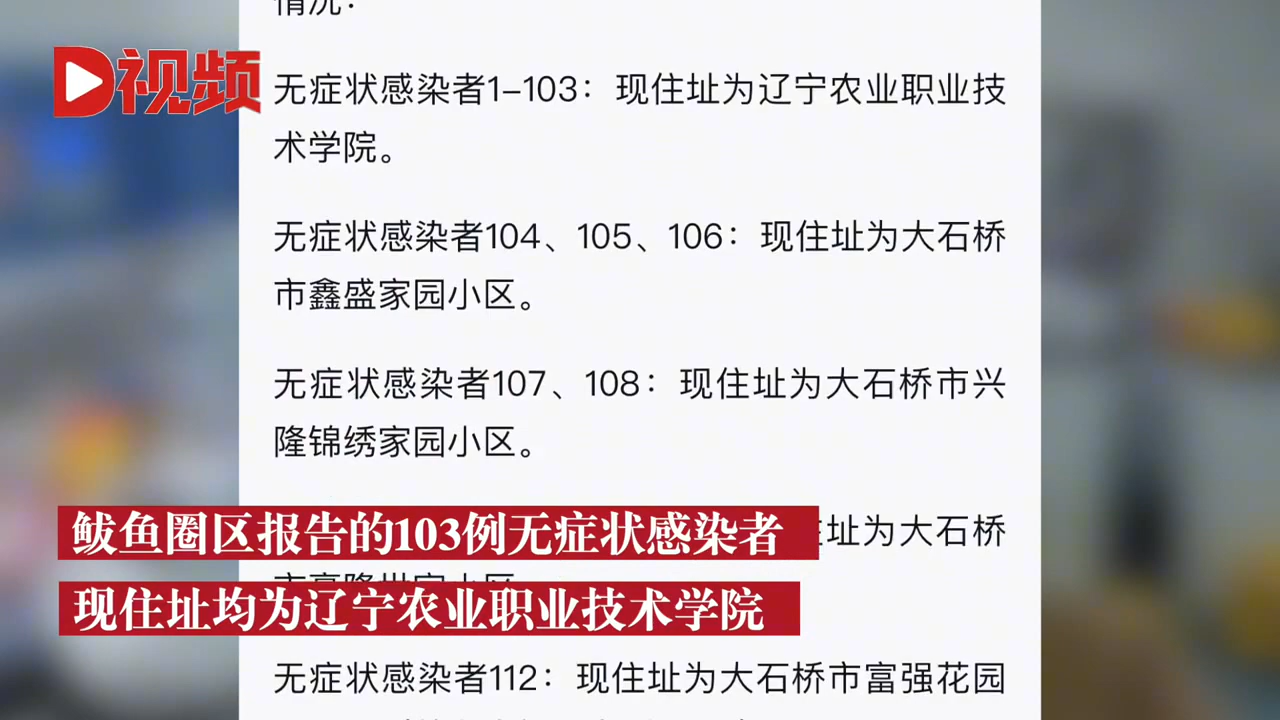 情况：
视频
无症状感染者1-103：现住址为辽宁农业职业技
术学院。
无症状感染者104、105、106：现住址为大石桥
市鑫盛家园小区。
无症状感染者107、108：现住址为大石桥市兴
隆锦绣家园小区。
鲅鱼圈区报告的103例无症状感染者
住址为大石桥
现住址均为辽宁农业职业技术学院
无症状感染者112：现住址为大石桥市富强花园